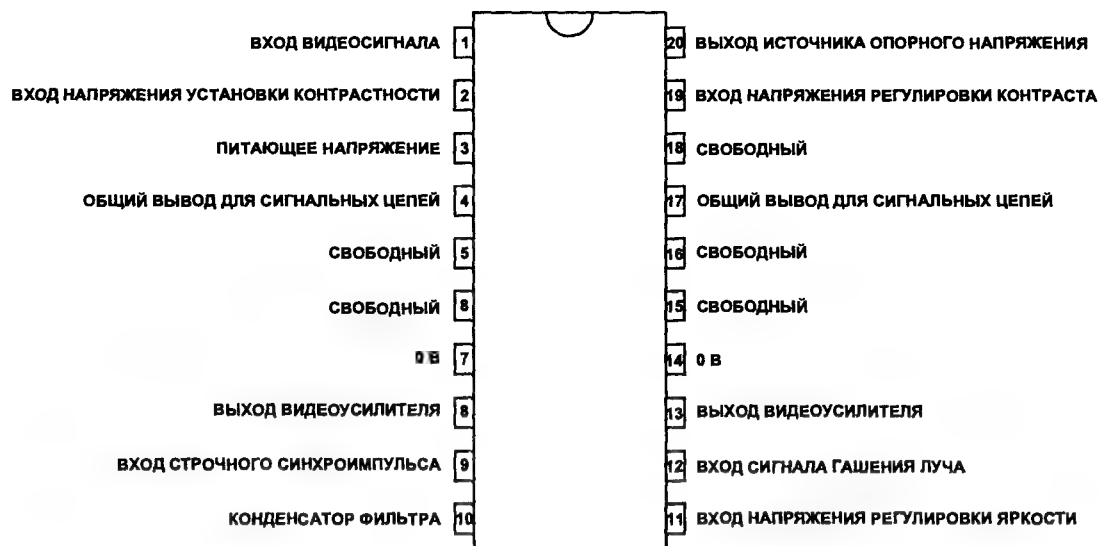 ВХОД ВИДЕОСИГНАЛА 1 20 ВЫХОД ИСТОЧНИКА ОПОРНОГО НАПРЯЖЕНИЯ
ВХОД НАПРЯЖЕНИЯ УСТАНОВКИ КОНТРАСТНОСТИ 2 19 ВХОД НАПРЯЖЕНИЯ РЕГУЛИРОВКИ КОНТРАСТА
ПИТАЮЩЕЕ НАПРЯЖЕНИЕ 3 18 СВОБОДНЫЙ
ОБЩИЙ ВЫВОД ДЛЯ СИГНАЛЬНЫХ ЦЕПЕЙ 4 17 ОБЩИЙ ВЫВОД ДЛЯ СИГНАЛЬНЫХ ЦЕПЕЙ
СВОБОДНЫЙ 5 16 СВОБОДНЫЙ
СВОБОДНЫЙ 8 15 СВОБОДНЫЙ
0 В 7 14 0 В
ВЫХОД ВИДЕОУСИЛИТЕЛЯ 8 13 ВЫХОД ВИДЕОУСИЛИТЕЛЯ
ВХОД СТРОЧНОГО СИНХРОИМПУЛЬСА 9 12 ВХОД СИГНАЛА ГАШЕНИЯ ЛУЧА
КОНДЕНСАТОР ФИЛЬТРА 10 11 ВХОД НАПРЯЖЕНИЯ РЕГУЛИРОВКИ ЯРКОСТИ